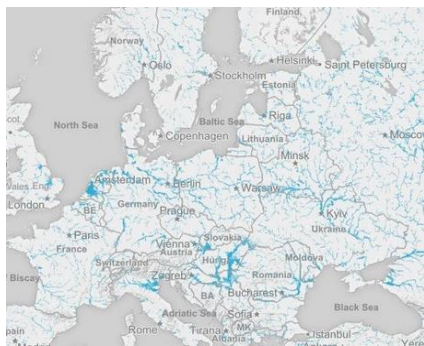 Finland
Norway
Helsinki
Saint Petersburg
Oslo
Stockholm
Estonia
Baltic Sea
Riga
North Sea
Copenhagen
Lithuania
Moscow
Minsk
Amsterdam
Berlin
Warsaw
London
BE
Germany
Prague
Kyiv
Ukraine
Paris
Slovakia
Vienna
Austria
France
Switzerland
Moldova
Zagreb
Romania
Biscay
BA
Bucharest
Black Sea
Adriatic Sea
Sofia
Rome
Tirana
MK
Istanbul
Albania